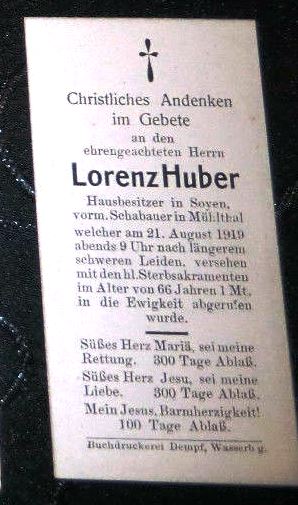 Christliches Andenken
im Gebete
an den
ehrengeachteten Herrn
Lorenz Huber
Hausbesitzer in Soyen,
vorm. Schabauer in Mühlthal
welcher am 21. August 1919
abends 9 Uhr nach längerem
schweren Leiden, versehen
mit den hl. Sterbsakramenten
im Alter von 66 Jahren 1 Mt.
in die Ewigkeit abgerufen
wurde.
Süßes Herz Mariä, sei meine
Rettung. 300 Tage Ablaß.
Süßes Herz Jesu, sei meine
Liebe. 300 Tage Ablaß.
Mein Jesus, Barmherzigkeit!
100 Tage Ablaß.
Buchdruckerei Dempf, Wasserbg.